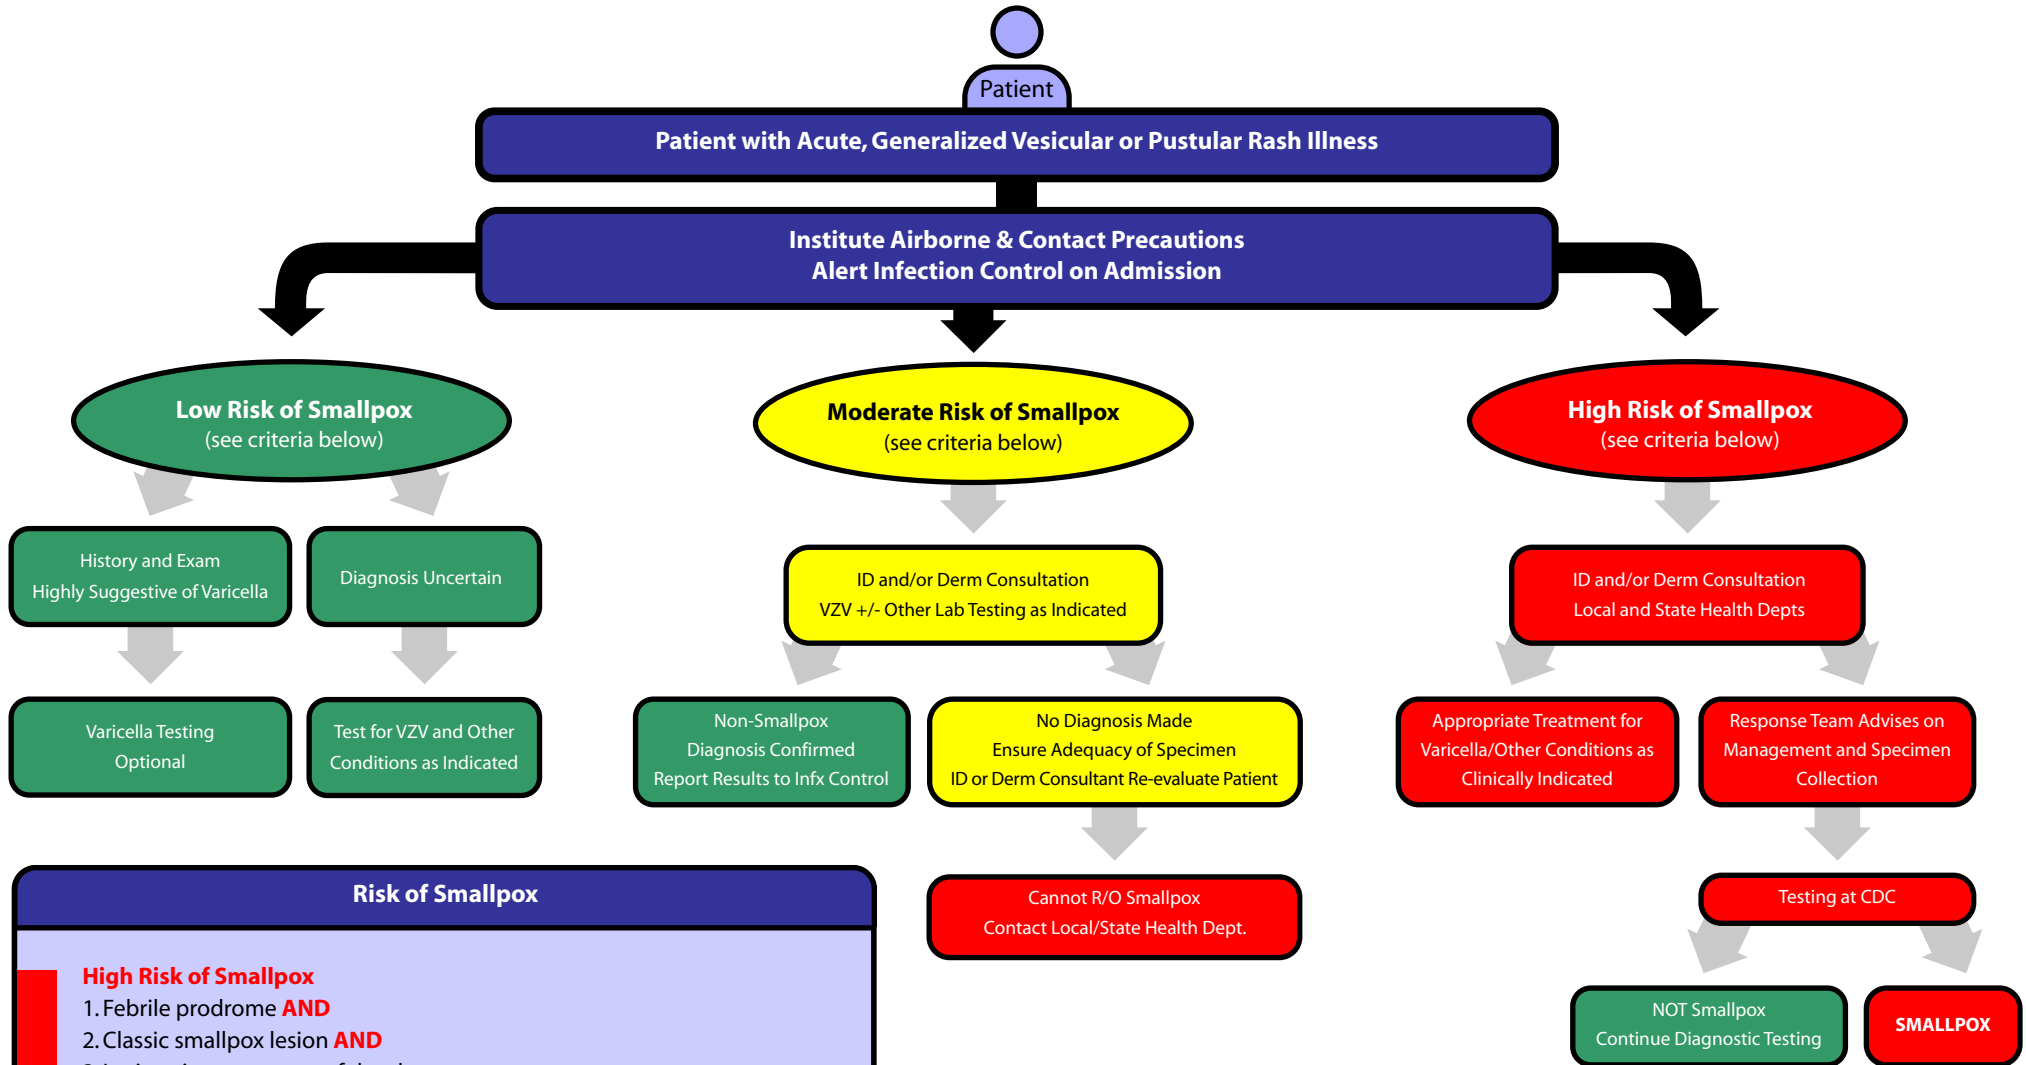 Patient
Patient with Acute, Generalized Vesicular or Pustular Rash Illness
Institute Airborne & Contact Precautions
Alert Infection Control on Admission
Low Risk of Smallpox
(see criteria below)
Moderate Risk of Smallpox
(see criteria below)
High Risk of Smallpox
(see criteria below)
History and Exam
Highly Suggestive of Varicella
Diagnosis Uncertain
ID and/or Derm Consultation
VZV +/- Other Lab Testing as Indicated
ID and/or Derm Consultation
Local and State Health Depts
Varicella Testing
Optional
Test for VZV and Other
Conditions as Indicated
Non-Smallpox
Diagnosis Confirmed
Report Results to Infx Control
No Diagnosis Made
Ensure Adequacy of Specimen
ID or Derm Consultant Re-evaluate Patient
Appropriate Treatment for
Varicella/Other Conditions as
Clinically Indicated
Response Team Advises on
Management and Specimen
Collection
Cannot R/O Smallpox
Contact Local/State Health Dept.
Testing at CDC
NOT Smallpox
Continue Diagnostic Testing
SMALLPOX
Risk of Smallpox
High Risk of Smallpox
1. Febrile prodrome AND
2. Classic smallpox lesion AND